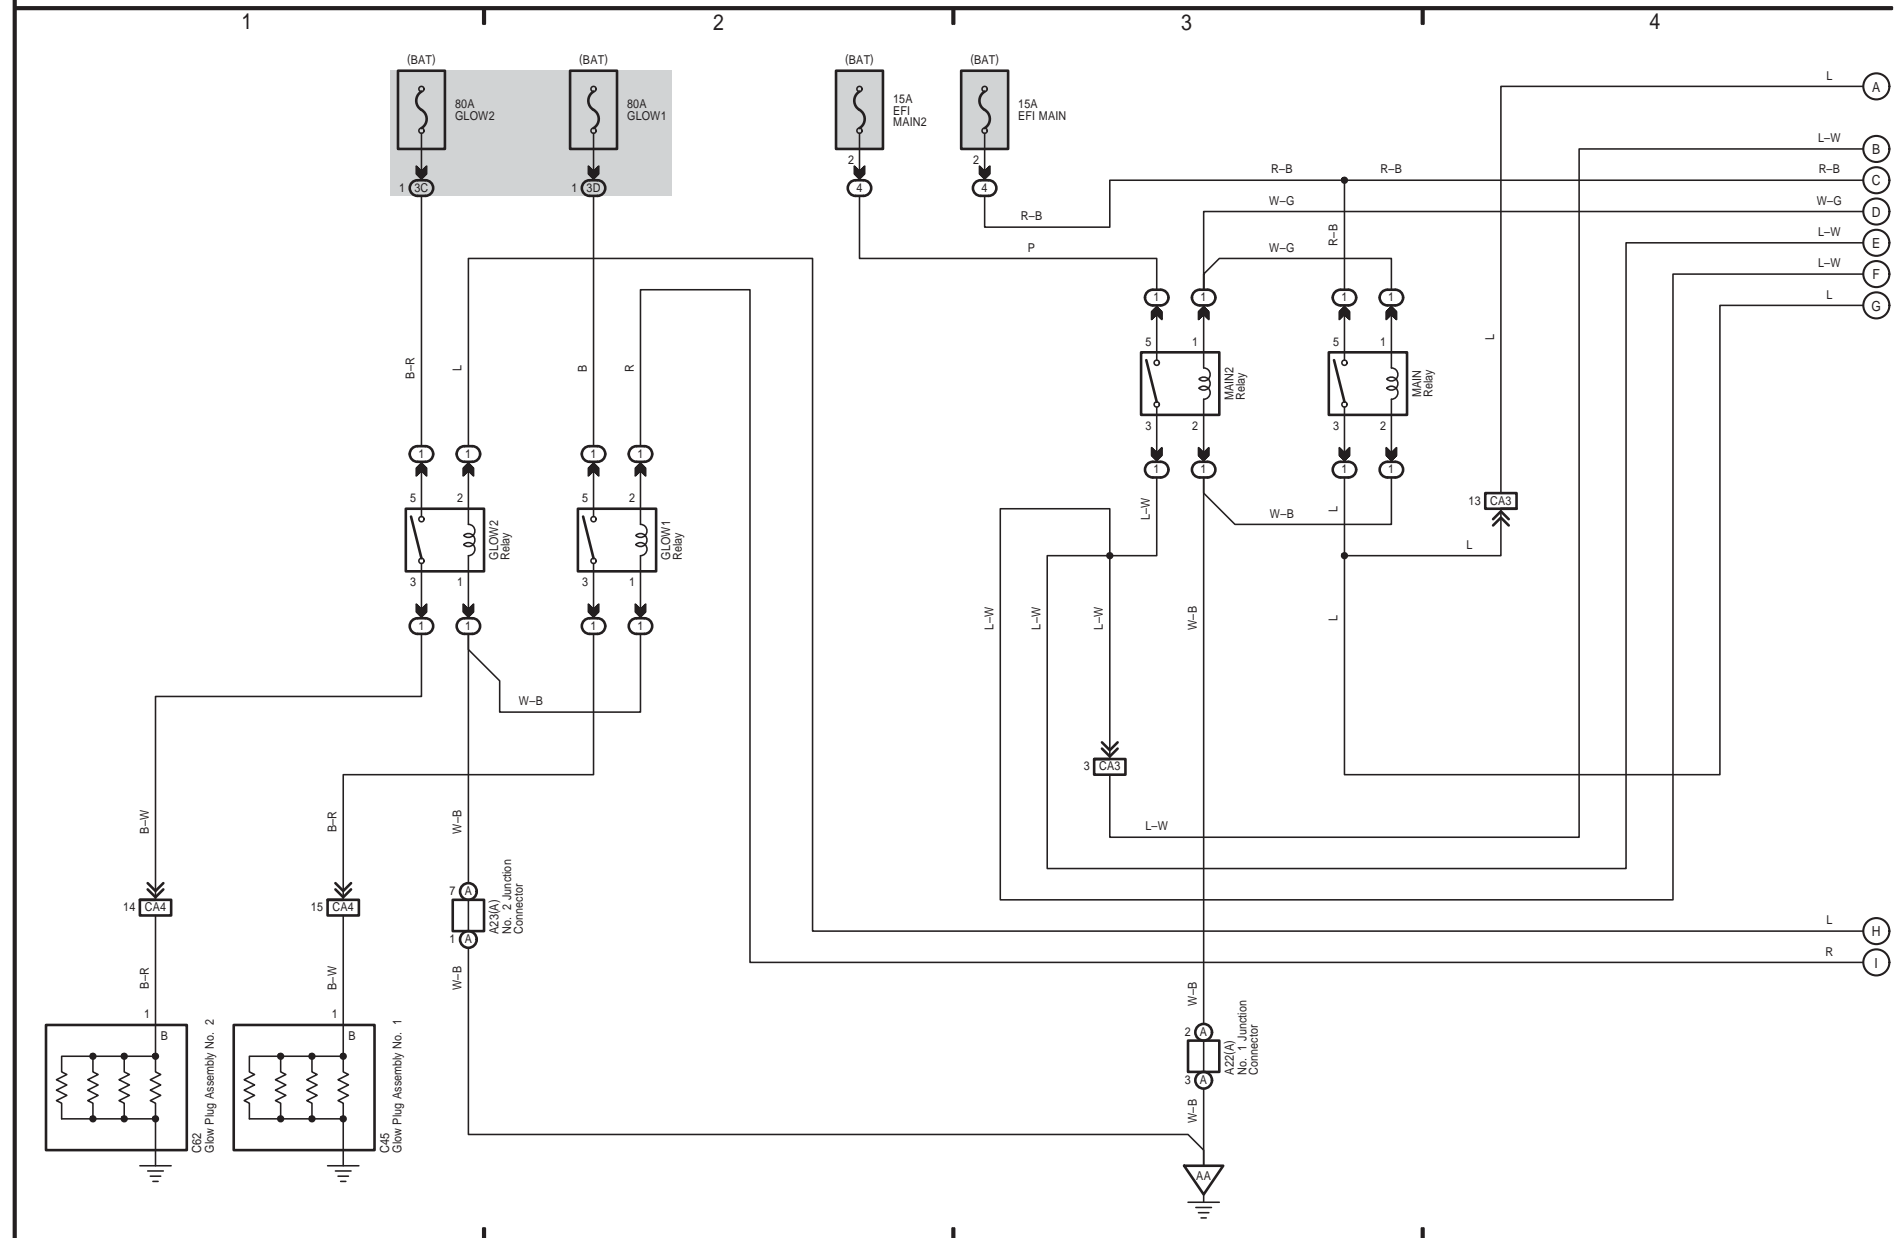 1 2 3 4
(BAT) (BAT) (BAT) (BAT)
80A
GLOW2
80A
GLOW1
15A
EFI
MAIN2
15A
EFI MAIN
L A
L–W B
R–B R–B R–B C
W–G W–G D
L–W E
L–W F
L G
2 2
1 3C 1 3D 4 4
R–B
P
R–B
W–G
1 1 1 1
5 1 5 1
MAIN2
Relay
MAIN
Relay
L
3 2 3 2
1 1 1 1
B–R L B R
1 1 1 1
5 2 5 2
GLOW2
Relay
GLOW1
Relay
3 1 3 1
1 1 1 1
L–W
W–B
L
13 CA3
L
L–W L–W L–W W–B L
W–B
3 CA3
L–W
B–W B–R W–B
14 CA4 15 CA4
7 A
1 A
A23(A)
No. 2 Junction
Connector
L H
R I
B–R B–W W–B W–B
1 1
B B
C62
Glow Plug Assembly No. 2
C45
Glow Plug Assembly No. 1
2 A
3 A
A22(A)
No. 1 Junction
Connector
W–B
AA